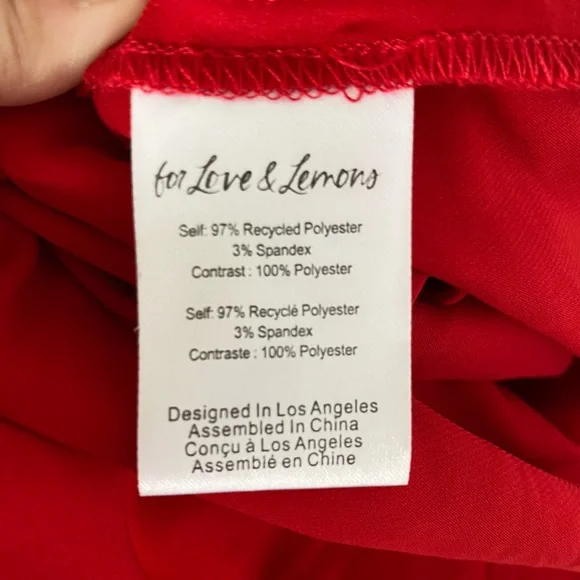 for Love & Lemons
Self: 97% Recycled Polyester
3% Spandex
Contrast : 100% Polyester
Self: 97% Recyclé Polyester
3% Spandex
Contraste : 100% Polyester
Designed In Los Angeles
Assembled In China
Conçu à Los Angeles
Assemblé en Chine